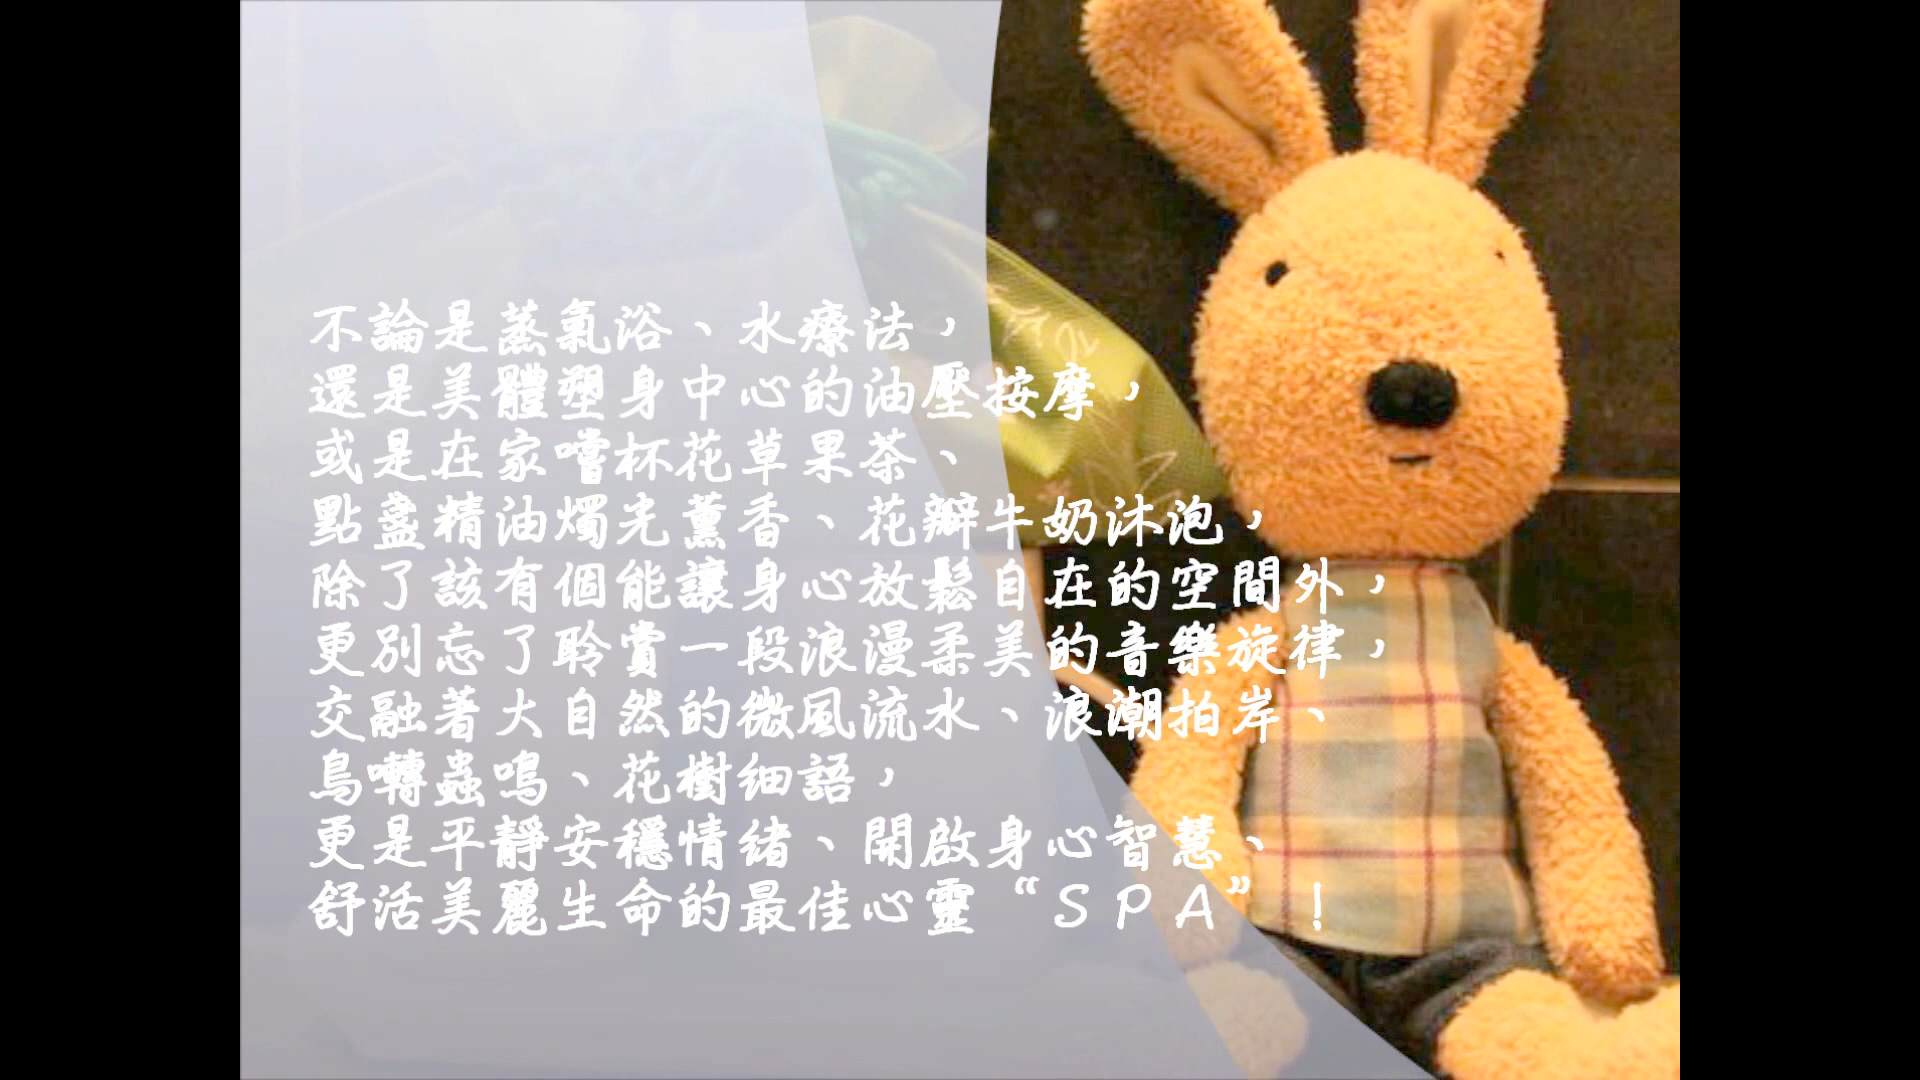 不論是蒸氣浴、水療法，
還是美體塑身中心的油壓按摩，
或是在家嚐杯花草果茶、
點盞精油燭光薰香、花瓣牛奶沐泡，
除了該有個能讓身心放鬆自在的空間外，
更別忘了聆賞一段浪漫柔美的音樂旋律，
交融著大自然的微風流水、浪潮拍岸、
鳥囀蟲鳴、花樹细語，
更是平靜安穩情绪、開啟身心智慧、
舒活美麗生命的最佳心靈“ＳＰＡ”！